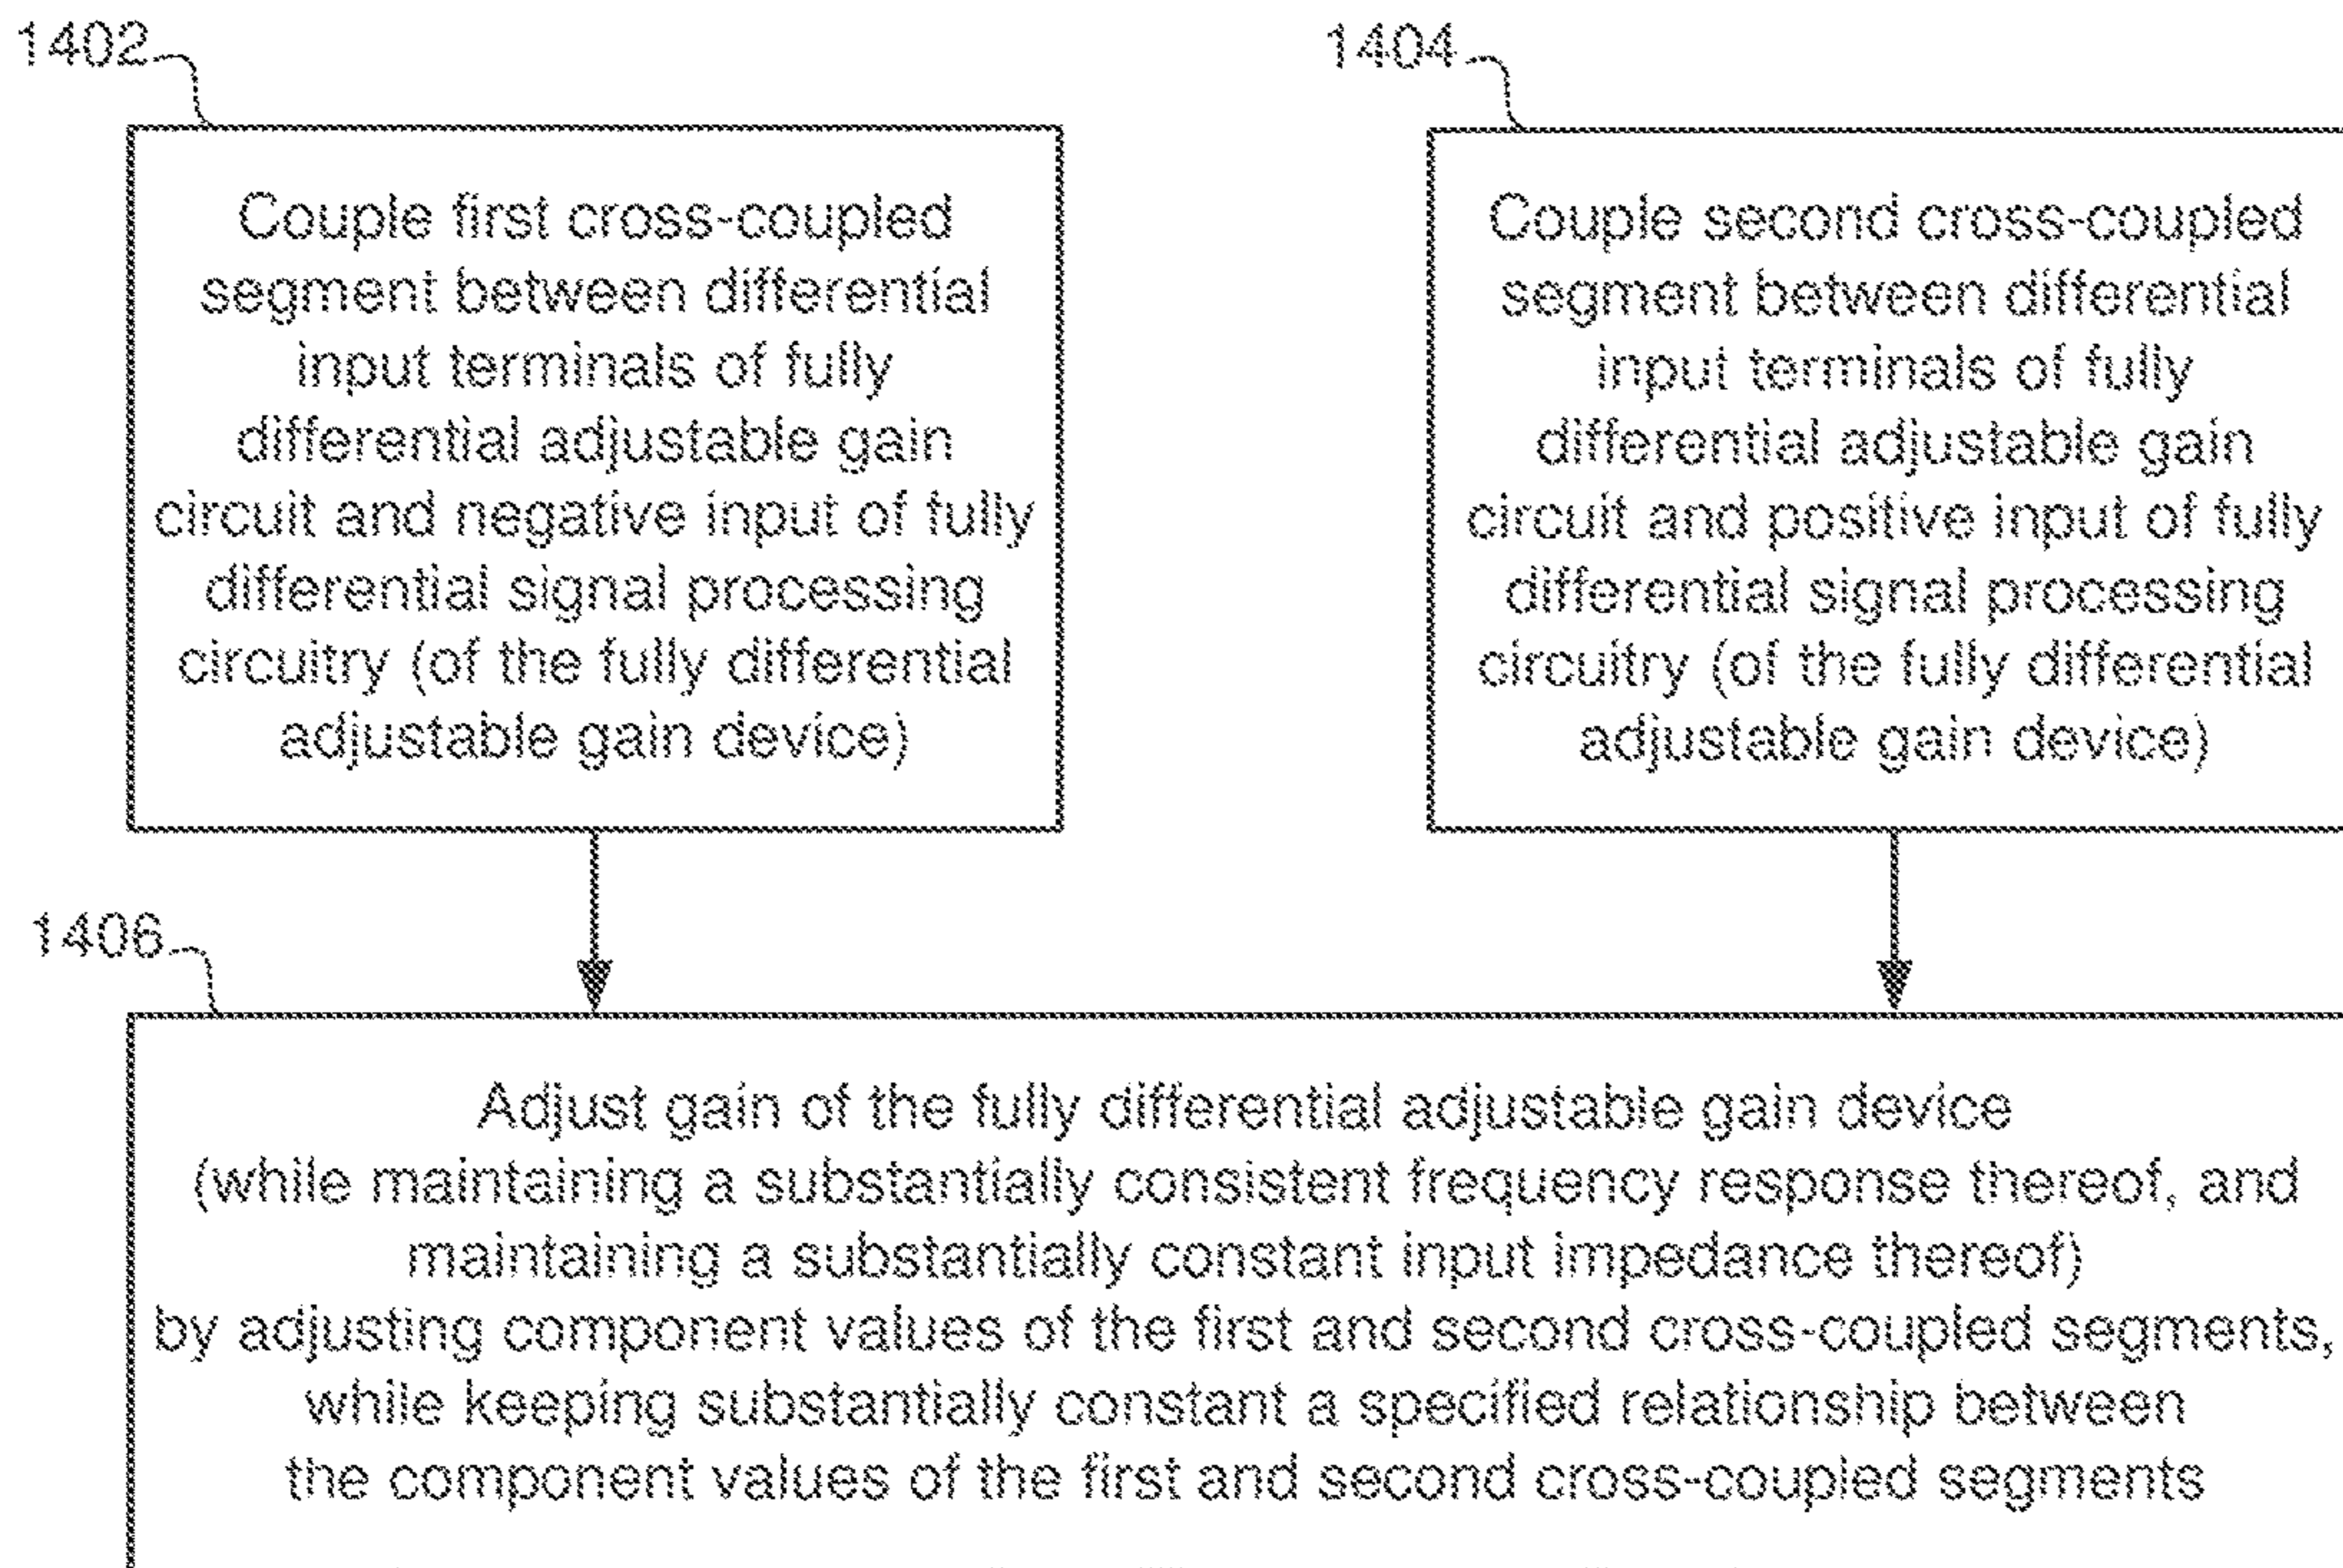 1402
Couple first cross-coupled
segment between differential
input terminals of fully
differential adjustable gain
circuit and negative input of fully
differential signal processing
circuitry (of the fully differential
adjustable gain device)
1404
Couple second cross-coupled
segment between differential
input terminals of fully
differential adjustable gain
circuit and positive input of fully
differential signal processing
circuitry (of the fully differential
adjustable gain device)
1406
Adjust gain of the fully differential adjustable gain device
(while maintaining a substantially consistent frequency response thereof, and
maintaining a substantially constant input impedance thereof)
by adjusting component values of the first and second cross-coupled segments,
while keeping substantially constant a specified relationship between
the component values of the first and second cross-coupled segments